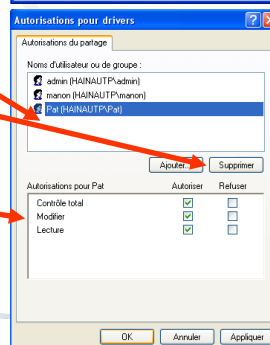 Autorisations pour drivers
Autorisations du partage
Noms d'utilisateur ou de groupe :
admin (HAINAUTP\admin)
manon (HAINAUTP\manon)
Pat (HAINAUTP\Pat)
Ajouter... Supprimer
Autorisations pour Pat Autoriser Refuser
Contrôle total
Modifier
Lecture
OK Annuler Appliquer